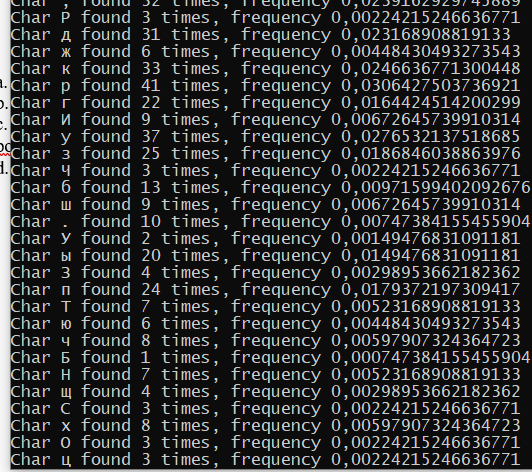 Char , found 32 times, frequency 0,0239162929745889
Char Р found 3 times, frequency 0,00224215246636771
Char д found 31 times, frequency 0,023168908819133
Char ж found 6 times, frequency 0,00448430493273543
Char к found 33 times, frequency 0,0246636771300448
Char р found 41 times, frequency 0,0306427503736921
Char г found 22 times, frequency 0,0164424514200299
Char И found 9 times, frequency 0,00672645739910314
Char у found 37 times, frequency 0,0276532137518685
Char з found 25 times, frequency 0,0186846038863976
Char Ч found 3 times, frequency 0,00224215246636771
Char б found 13 times, frequency 0,00971599402092676
Char ш found 9 times, frequency 0,00672645739910314
Char . found 10 times, frequency 0,00747384155455904
Char У found 2 times, frequency 0,00149476831091181
Char ы found 20 times, frequency 0,0149476831091181
Char З found 4 times, frequency 0,00298953662182362
Char п found 24 times, frequency 0,0179372197309417
Char Т found 7 times, frequency 0,00523168908819133
Char ю found 6 times, frequency 0,00448430493273543
Char ч found 8 times, frequency 0,00597907324364723
Char Б found 1 times, frequency 0,000747384155455904
Char Н found 7 times, frequency 0,00523168908819133
Char щ found 4 times, frequency 0,00298953662182362
Char С found 3 times, frequency 0,00224215246636771
Char х found 8 times, frequency 0,00597907324364723
Char О found 3 times, frequency 0,00224215246636771
Char ц found 3 times, frequency 0,00224215246636771